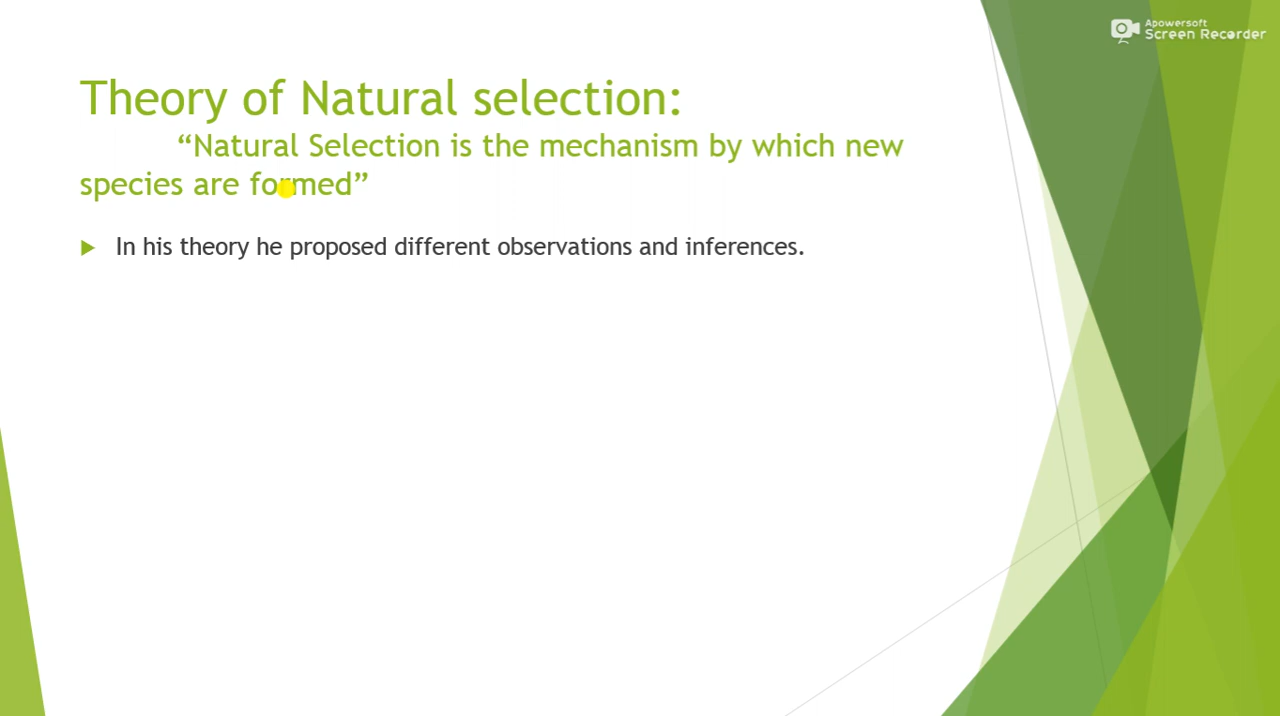 Apowersoft
Screen Recorder
Theory of Natural selection:
“Natural Selection is the mechanism by which new
species are formed”
In his theory he proposed different observations and inferences.